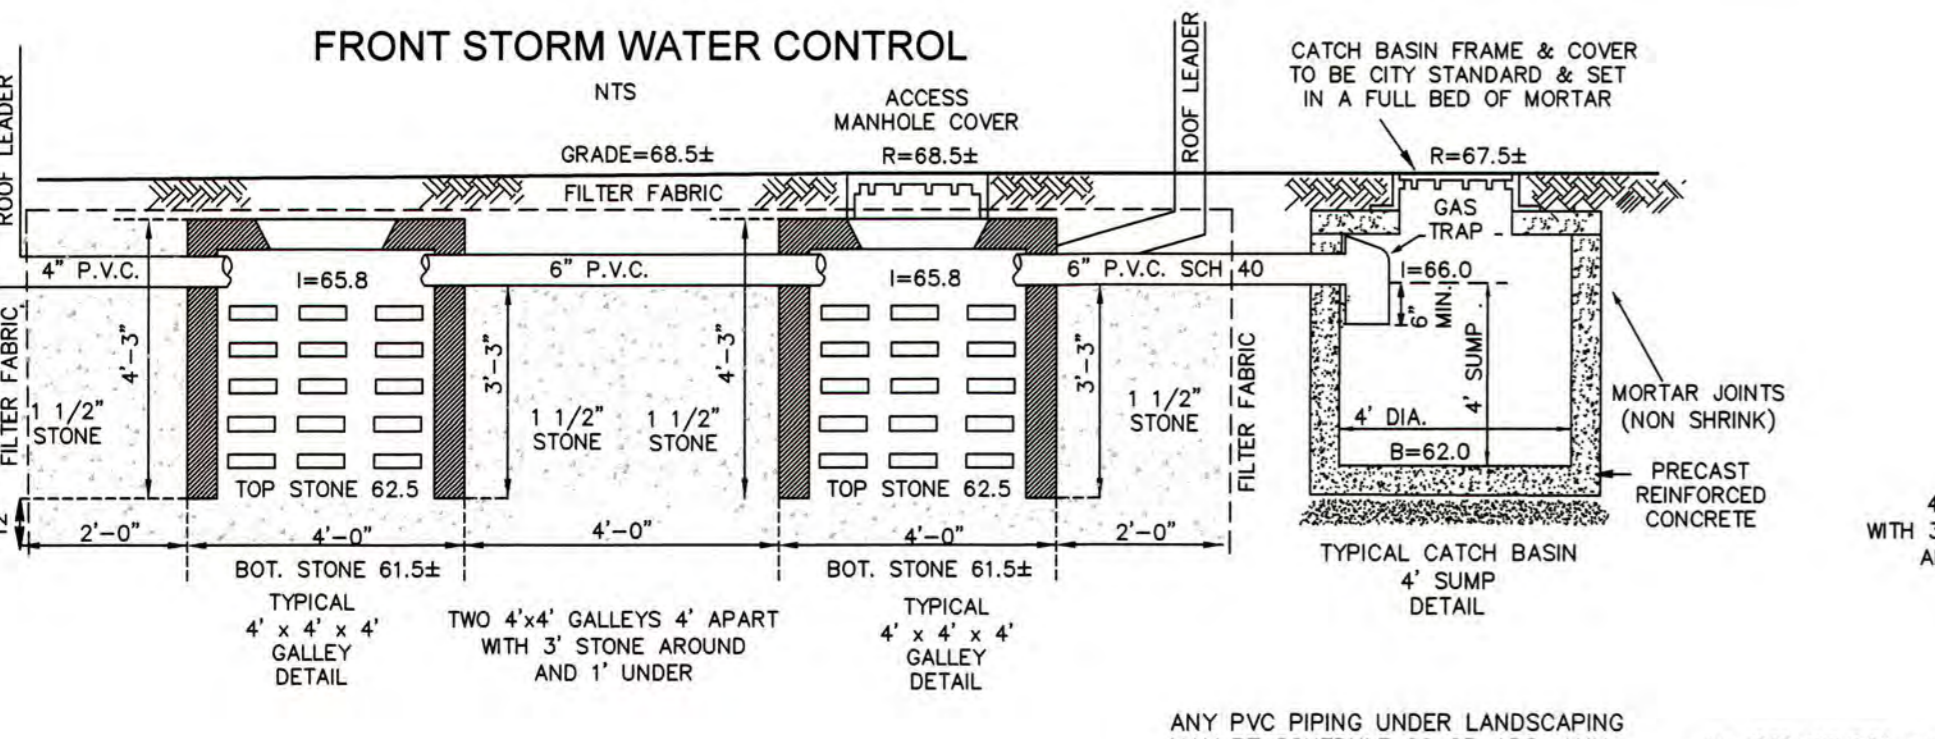 FRONT STORM WATER CONTROL
NTS
ROOF LEADER
ACCESS
MANHOLE COVER
R=68.5±
GRADE=68.5±
FILTER FABRIC
ROOF LEADER
CATCH BASIN FRAME & COVER
TO BE CITY STANDARD & SET
IN A FULL BED OF MORTAR
R=67.5±
GAS
TRAP
4" P.V.C.
I=65.8
6" P.V.C.
I=65.8
6" P.V.C. SCH 40
I=66.0
6"
MIN.
4' SUMP
FILTER FABRIC
4'-3"
3'-3"
4'-3"
3'-3"
FILTER FABRIC
1 1/2"
STONE
1 1/2"
STONE
1 1/2"
STONE
1 1/2"
STONE
4' DIA.
B=62.0
MORTAR JOINTS
(NON SHRINK)
PRECAST
REINFORCED
CONCRETE
TOP STONE 62.5
TOP STONE 62.5
2'-0"
4'-0"
4'-0"
4'-0"
2'-0"
BOT. STONE 61.5±
BOT. STONE 61.5±
TYPICAL
4' x 4' x 4'
GALLEY
DETAIL
TWO 4'x4' GALLEYS 4' APART
WITH 3' STONE AROUND
AND 1' UNDER
TYPICAL
4' x 4' x 4'
GALLEY
DETAIL
TYPICAL CATCH BASIN
4' SUMP
DETAIL
4
WITH 3
ANY PVC PIPING UNDER LANDSCAPING